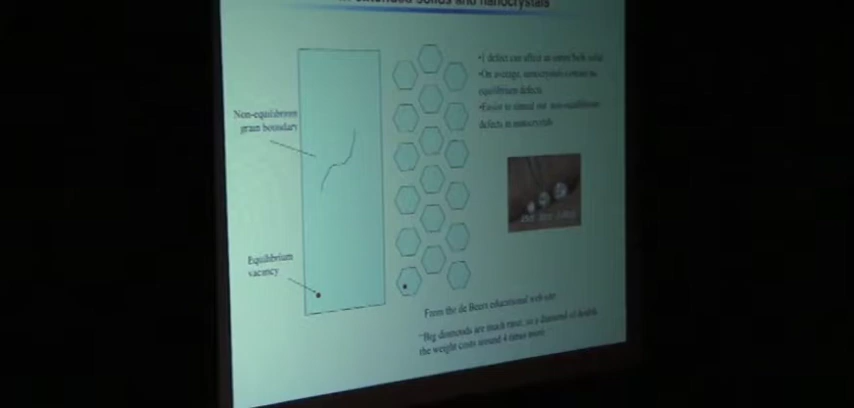 in extended solids and nanocrystals
Non-equilibrium
grain boundary
Equilibrium
vacancy
•1 defect can affect an entire bulk solid
•On average, nanocrystals contain no
equilibrium defects
•Easier to anneal out non-equilibrium
defects in nanocrystals
From the de Beers educational web site:
"Big diamonds are much rarer, so a diamond of double
the weight costs around 4 times more